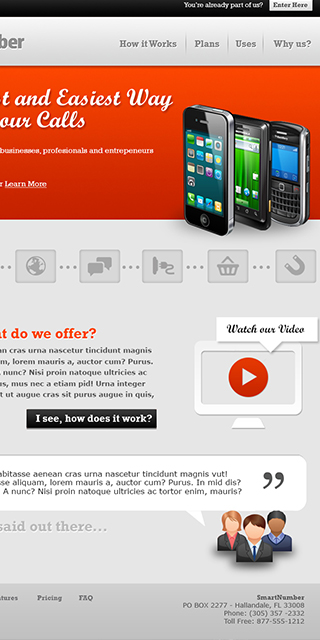 You're already part of us? Enter Here
ber
How it Works Plans Uses Why us?
t and Easiest Way
our Calls
businesses, profesionals and entrepeneurs
r Learn More
at do we offer?
Watch our Video
an cras urna nascetur tincidunt magnis
m, lorem mauris a, auctor cum? Purus.
A nunc? Nisi proin natoque ultricies ac
us, mus nec a etiam pid! Urna integer
t ut augue cras sit purus augue in quis,
I see, how does it work?
abitasse aenean cras urna nascetur tincidunt magnis vut!
sse aliquam, lorem mauris a, auctor cum? Purus. In mid dis?
A nunc? Nisi proin natoque ultricies ac tortor enim, mauris?
said out there...
atures Pricing FAQ
SmartNumber
PO BOX 2277 - Hallandale, FL 33008
Phone: (305) 357 -2332
Toll Free: 877-555-1212